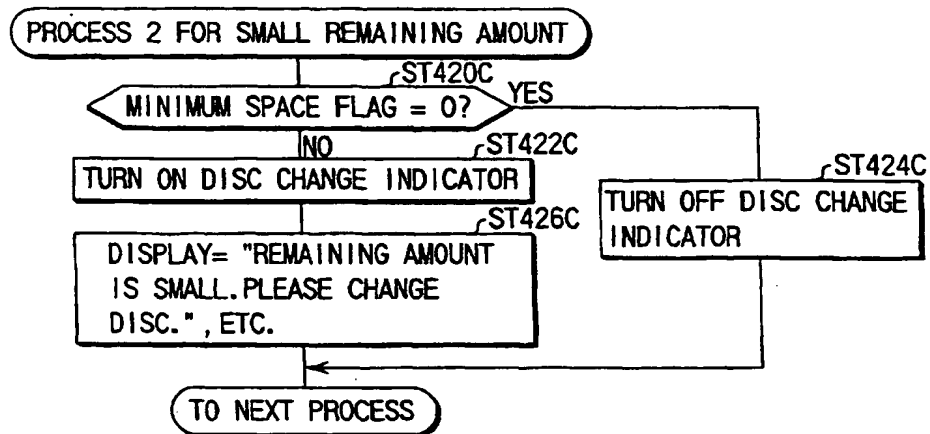 PROCESS 2 FOR SMALL REMAINING AMOUNT
ST420C
MINIMUM SPACE FLAG = 0?
YES
NO
ST422C
TURN ON DISC CHANGE INDICATOR
ST424C
TURN OFF DISC CHANGE
INDICATOR
ST426C
DISPLAY= "REMAINING AMOUNT
IS SMALL.PLEASE CHANGE
DISC.",ETC.
TO NEXT PROCESS